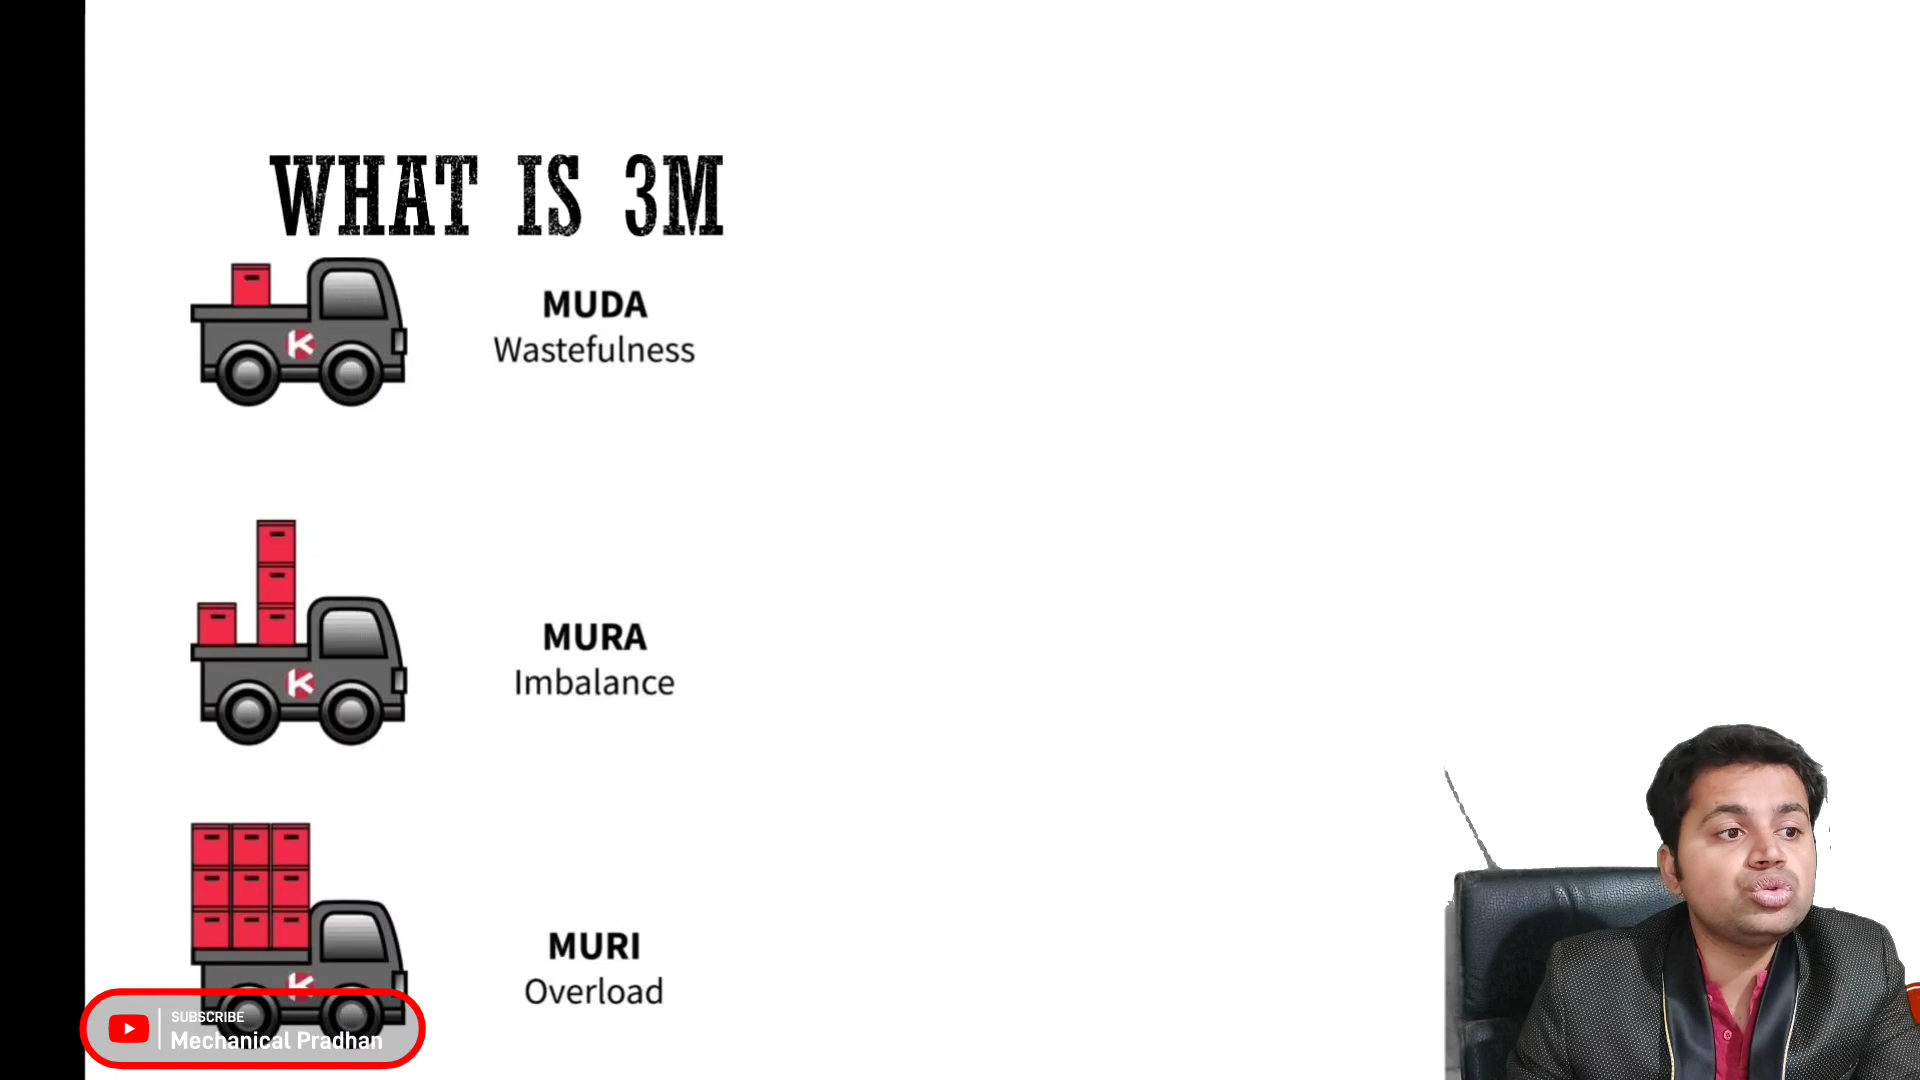 WHAT IS 3M
MUDA
Wastefulness
MURA
Imbalance
MURI
Overload
SUBSCRIBE
Mechanical Pradhan